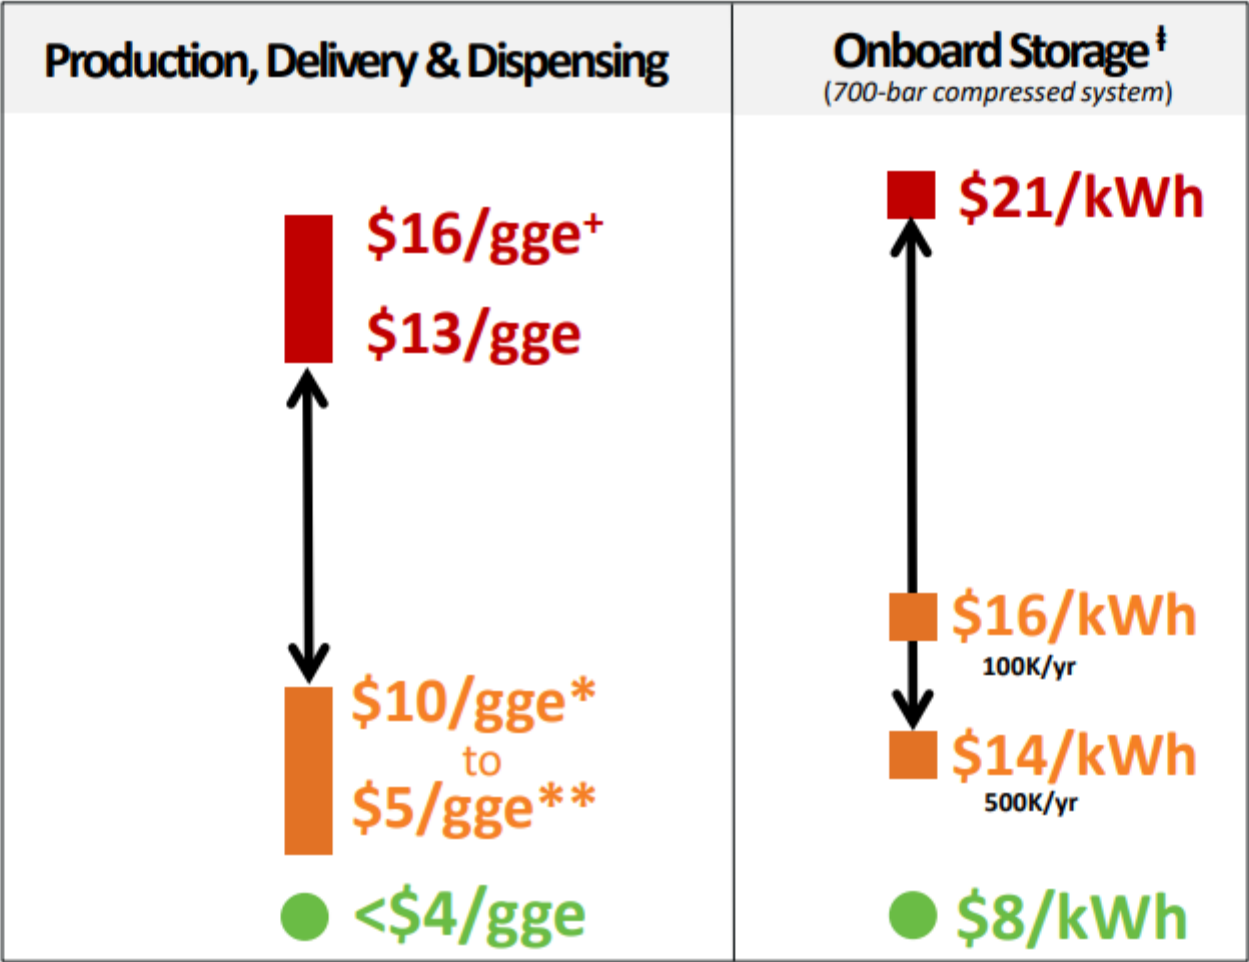 Production, Delivery & Dispensing
$16/gge⁺
$13/gge
$10/gge*
to
$5/gge**
<$4/gge
Onboard Storage ǂ
(700-bar compressed system)
$21/kWh
$16/kWh
100K/yr
$14/kWh
500K/yr
$8/kWh